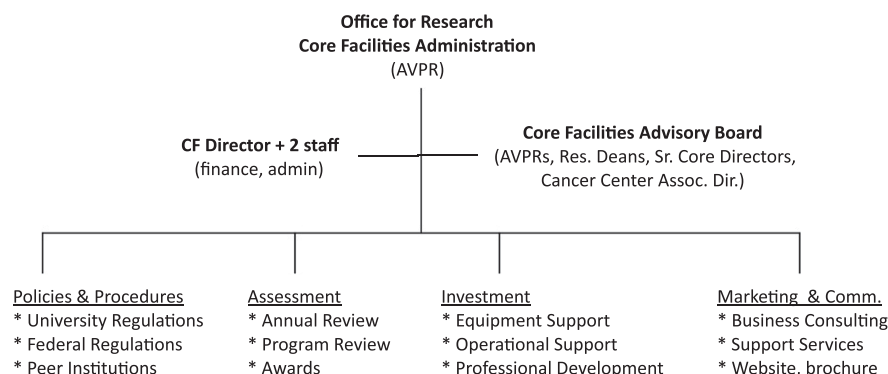 Office for Research
Core Facilities Administration
(AVPR)
CF Director + 2 staff
(finance, admin)
Core Facilities Advisory Board
(AVPRs, Res. Deans, Sr. Core Directors,
Cancer Center Assoc. Dir.)
Policies & Procedures
* University Regulations
* Federal Regulations
* Peer Institutions
Assessment
* Annual Review
* Program Review
* Awards
Investment
* Equipment Support
* Operational Support
* Professional Development
Marketing & Comm.
* Business Consulting
* Support Services
* Website, brochure